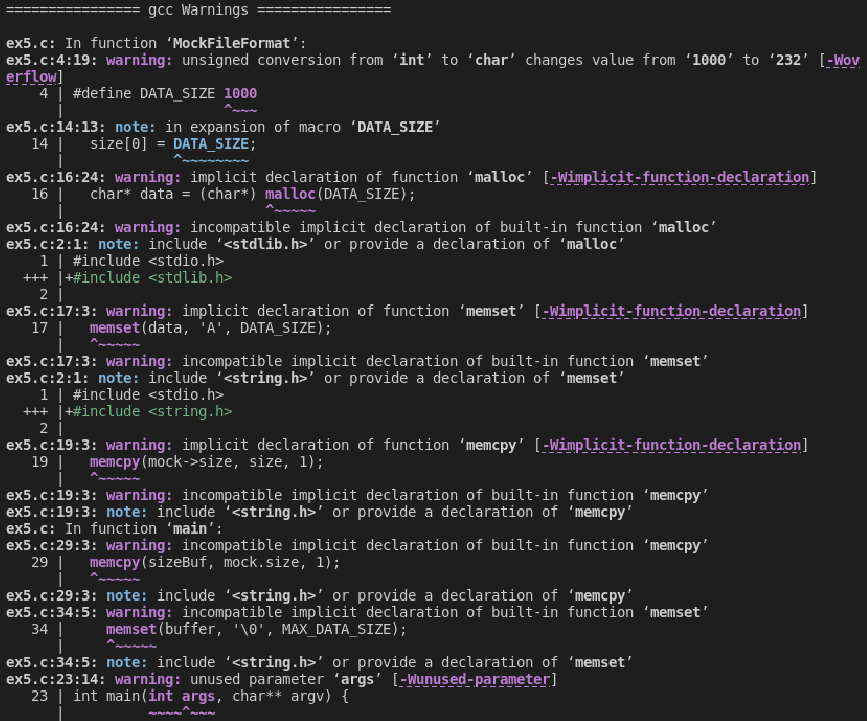 ================ gcc Warnings ================
ex5.c: In function ‘MockFileFormat’:
ex5.c:4:19: warning: unsigned conversion from ‘int’ to ‘char’ changes value from ‘1000’ to ‘232’ [-Wov
erflow]
    4 | #define DATA_SIZE 1000
      |                   ^~~~
ex5.c:14:13: note: in expansion of macro ‘DATA_SIZE’
   14 |   size[0] = DATA_SIZE;
      |             ^~~~~~~~~
ex5.c:16:24: warning: implicit declaration of function ‘malloc’ [-Wimplicit-function-declaration]
   16 |   char* data = (char*) malloc(DATA_SIZE);
      |                        ^~~~~~
ex5.c:16:24: warning: incompatible implicit declaration of built-in function ‘malloc’
ex5.c:2:1: note: include ‘<stdlib.h>’ or provide a declaration of ‘malloc’
    1 | #include <stdio.h>
  +++ |+#include <stdlib.h>
    2 |
ex5.c:17:3: warning: implicit declaration of function ‘memset’ [-Wimplicit-function-declaration]
   17 |   memset(data, 'A', DATA_SIZE);
      |   ^~~~~~
ex5.c:17:3: warning: incompatible implicit declaration of built-in function ‘memset’
ex5.c:2:1: note: include ‘<string.h>’ or provide a declaration of ‘memset’
    1 | #include <stdio.h>
  +++ |+#include <string.h>
    2 |
ex5.c:19:3: warning: implicit declaration of function ‘memcpy’ [-Wimplicit-function-declaration]
   19 |   memcpy(mock->size, size, 1);
      |   ^~~~~~
ex5.c:19:3: warning: incompatible implicit declaration of built-in function ‘memcpy’
ex5.c:19:3: note: include ‘<string.h>’ or provide a declaration of ‘memcpy’
ex5.c: In function ‘main’:
ex5.c:29:3: warning: incompatible implicit declaration of built-in function ‘memcpy’
   29 |   memcpy(sizeBuf, mock.size, 1);
      |   ^~~~~~
ex5.c:29:3: note: include ‘<string.h>’ or provide a declaration of ‘memcpy’
ex5.c:34:5: warning: incompatible implicit declaration of built-in function ‘memset’
   34 |     memset(buffer, '\0', MAX_DATA_SIZE);
      |     ^~~~~~
ex5.c:34:5: note: include ‘<string.h>’ or provide a declaration of ‘memset’
ex5.c:23:14: warning: unused parameter ‘args’ [-Wunused-parameter]
   23 | int main(int args, char** argv) {
      |          ~~~~^~~~